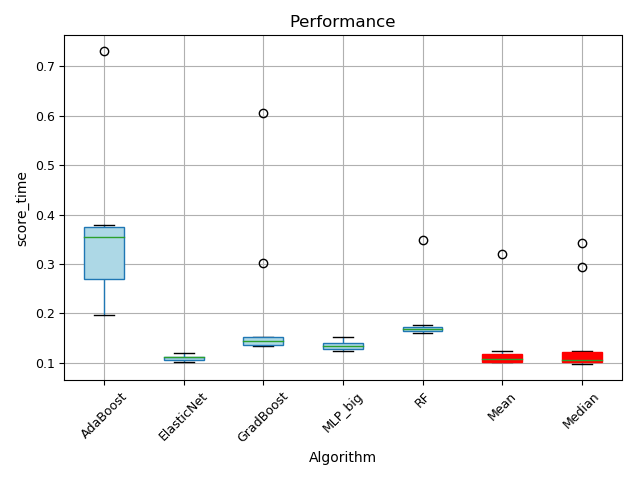 Performance
score_time
0.7
0.6
0.5
0.4
0.3
0.2
0.1
AdaBoost
ElasticNet
GradBoost
MLP_big
RF
Mean
Median
Algorithm